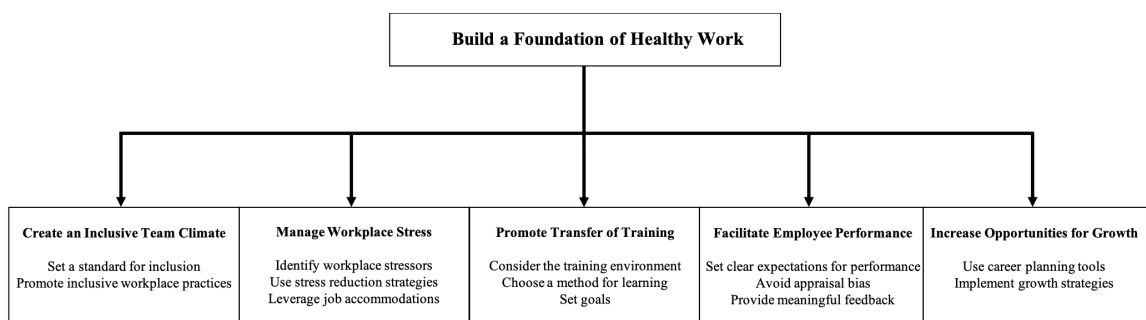 Build a Foundation of Healthy Work
Create an Inclusive Team Climate
Set a standard for inclusion
Promote inclusive workplace practices
Manage Workplace Stress
Identify workplace stressors
Use stress reduction strategies
Leverage job accommodations
Promote Transfer of Training
Consider the training environment
Choose a method for learning
Set goals
Facilitate Employee Performance
Set clear expectations for performance
Avoid appraisal bias
Provide meaningful feedback
Increase Opportunities for Growth
Use career planning tools
Implement growth strategies